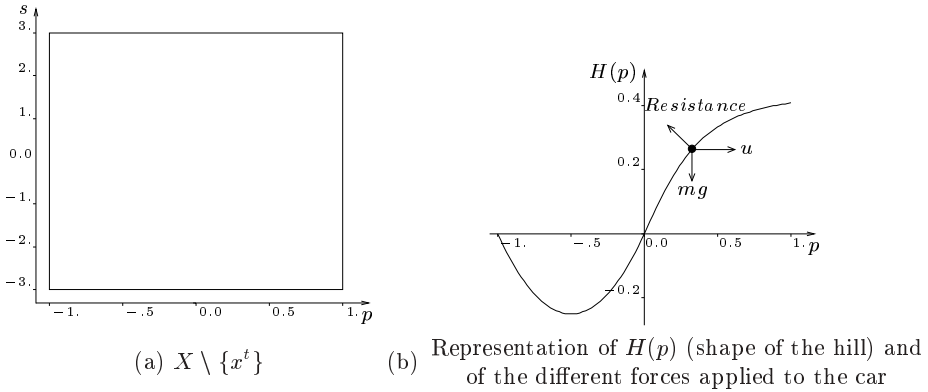 s
3.
2.
1.
0.0
−1.
−2.
−3.
−1. −.5 0.0 0.5 1. p
(a) X \ {x^t}
H(p)
0.4
Resistance
u
0.2
mg
−1. −.5 0.0 0.5 1. p
−0.2
(b) Representation of H(p) (shape of the hill) and
of the different forces applied to the car